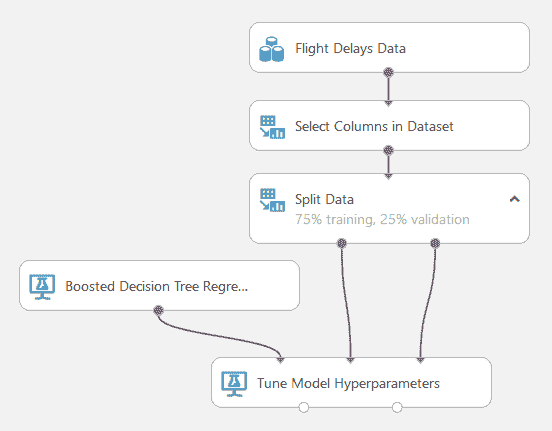 Flight Delays Data
Select Columns in Dataset
Split Data
75% training, 25% validation
Boosted Decision Tree Regre...
Tune Model Hyperparameters